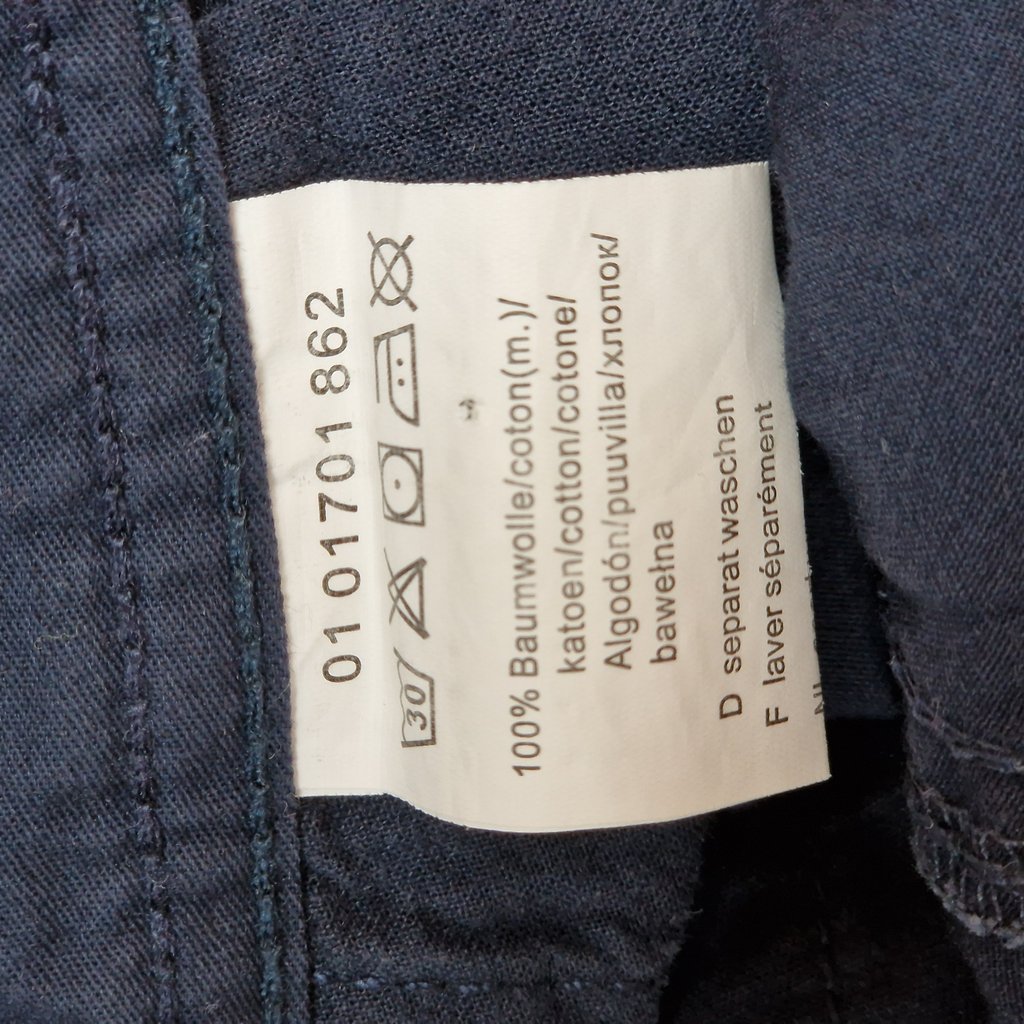 01 01701 862
30
100% Baumwolle/coton(m.)/
katoen/cotton/cotone/
Algodón/puuvilla/хлопок/
bawełna
D separat waschen
F laver séparément